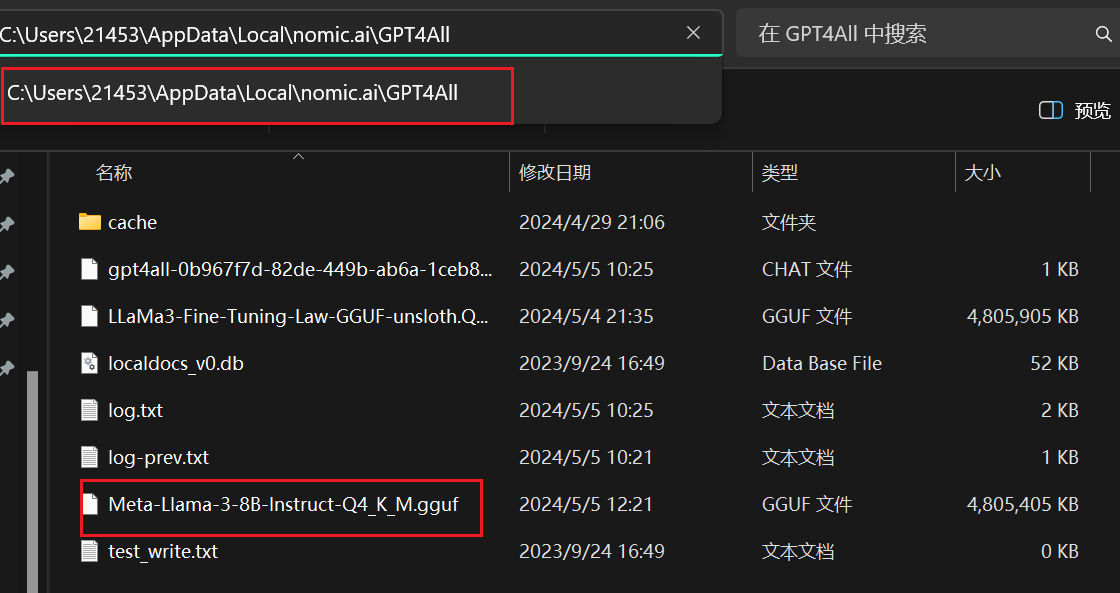 C:\Users\21453\AppData\Local\nomic.ai\GPT4All
在 GPT4All 中搜索
C:\Users\21453\AppData\Local\nomic.ai\GPT4All
预览
名称 修改日期 类型 大小
cache 2024/4/29 21:06 文件夹
gpt4all-0b967f7d-82de-449b-ab6a-1ceb8... 2024/5/5 10:25 CHAT 文件 1 KB
LLaMa3-Fine-Tuning-Law-GGUF-unsloth.Q... 2024/5/4 21:35 GGUF 文件 4,805,905 KB
localdocs_v0.db 2023/9/24 16:49 Data Base File 52 KB
log.txt 2024/5/5 10:25 文本文档 2 KB
log-prev.txt 2024/5/5 10:21 文本文档 1 KB
Meta-Llama-3-8B-Instruct-Q4_K_M.gguf 2024/5/5 12:21 GGUF 文件 4,805,405 KB
test_write.txt 2023/9/24 16:49 文本文档 0 KB